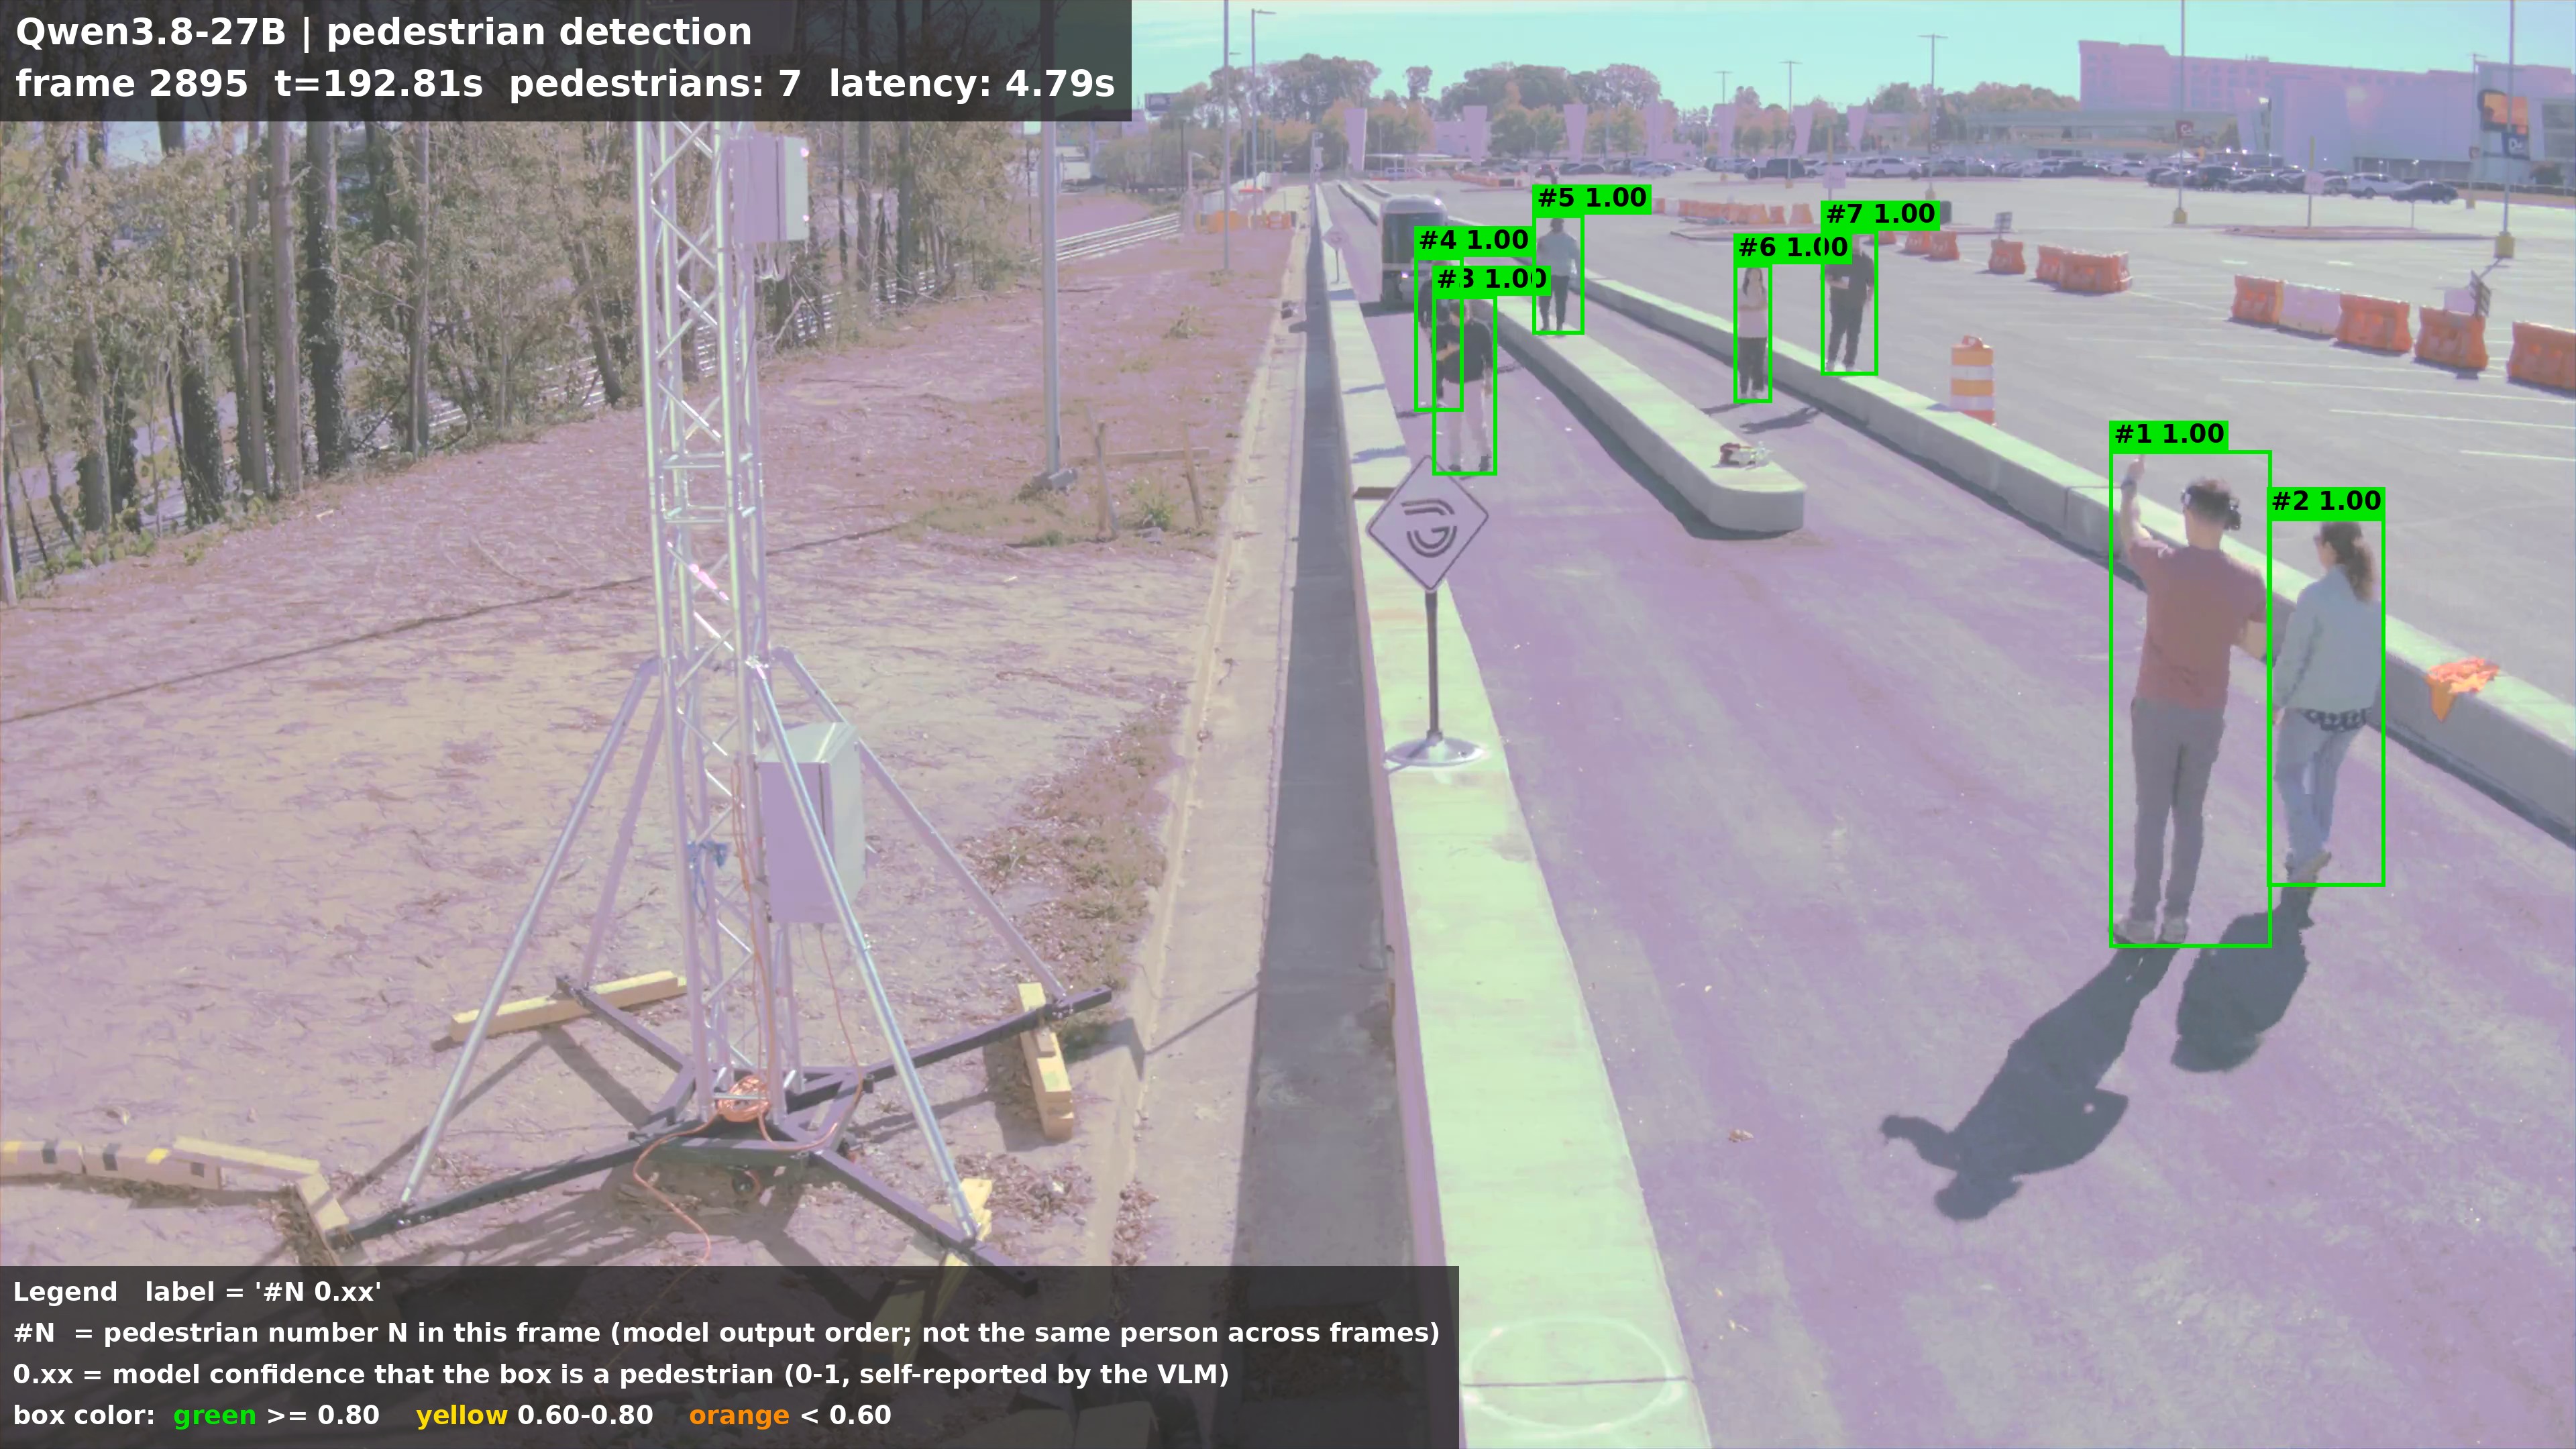 Qwen3.8-27B | pedestrian detection
frame 2895  t=192.81s  pedestrians: 7  latency: 4.79s
#5 1.00
#7 1.00
#4 1.00
#6 1.00
#3 1.00
#1 1.00
#2 1.00
Legend   label = '#N 0.xx'
#N  = pedestrian number N in this frame (model output order; not the same person across frames)
0.xx = model confidence that the box is a pedestrian (0-1, self-reported by the VLM)
box color:  green >= 0.80    yellow 0.60-0.80    orange < 0.60